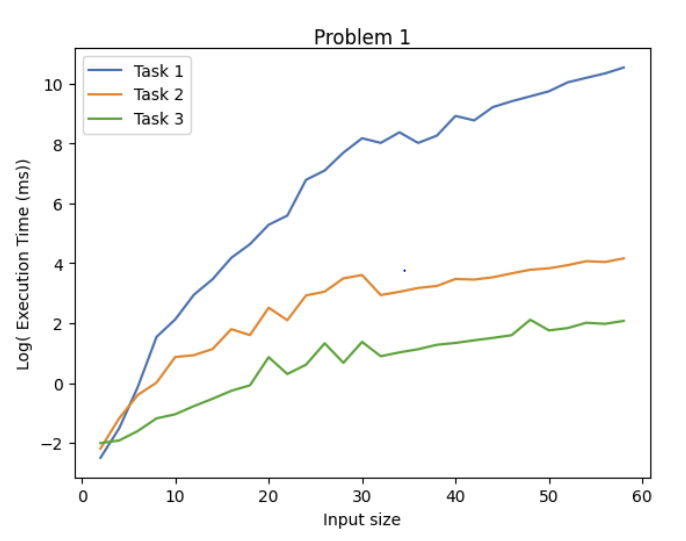 Problem 1
Task 1
Task 2
Task 3
10
8
6
4
2
0
−2
Log( Execution Time (ms))
0 10 20 30 40 50 60
Input size